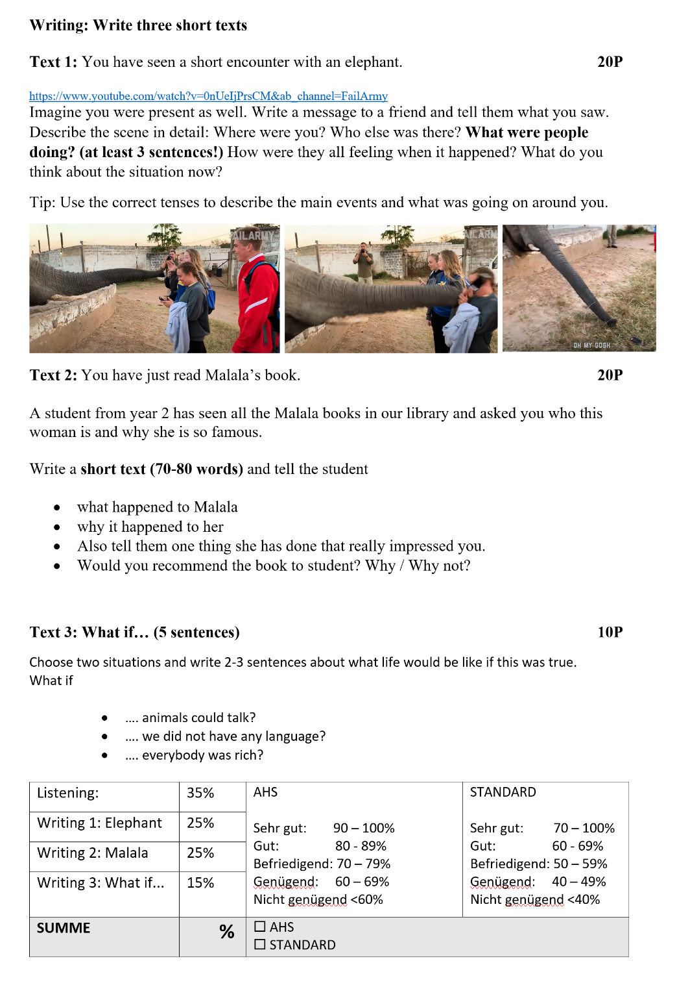 Writing: Write three short texts
Text 1: You have seen a short encounter with an elephant. 20P
https://www.youtube.com/watch?v=0nUeIjPrsCM&ab_channel=FailArmy
Imagine you were present as well. Write a message to a friend and tell them what you saw.
Describe the scene in detail: Where were you? Who else was there? What were people
doing? (at least 3 sentences!) How were they all feeling when it happened? What do you
think about the situation now?
Tip: Use the correct tenses to describe the main events and what was going on around you.
AILARMY
AILARM
OH MY GOSH
Text 2: You have just read Malala's book. 20P
A student from year 2 has seen all the Malala books in our library and asked you who this
woman is and why she is so famous.
Write a short text (70-80 words) and tell the student
• what happened to Malala
• why it happened to her
• Also tell them one thing she has done that really impressed you.
• Would you recommend the book to student? Why / Why not?
Text 3: What if… (5 sentences) 10P
Choose two situations and write 2-3 sentences about what life would be like if this was true.
What if
• .... animals could talk?
• .... we did not have any language?
• .... everybody was rich?
Listening: 35%
Writing 1: Elephant 25%
Writing 2: Malala 25%
Writing 3: What if... 15%
AHS
Sehr gut: 90 – 100%
Gut: 80 - 89%
Befriedigend: 70 – 79%
Genügend: 60 – 69%
Nicht genügend <60%
STANDARD
Sehr gut: 70 – 100%
Gut: 60 - 69%
Befriedigend: 50 – 59%
Genügend: 40 – 49%
Nicht genügend <40%
SUMME %
☐ AHS
☐ STANDARD